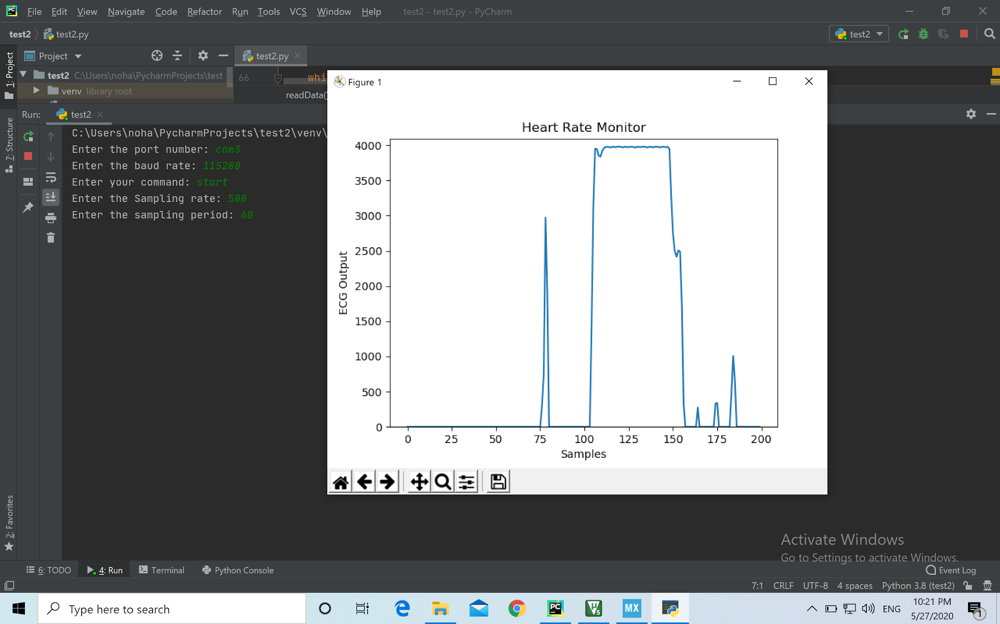 File Edit View Navigate Code Refactor Run Tools VCS Window Help test2 - test2.py - PyCharm
test2 test2.py
test2
1: Project
Project
test2.py
test2 C:\Users\noha\PycharmProjects\test
66 whi
venv library root
readData()
Figure 1
Run: test2
7: Structure
C:\Users\noha\PycharmProjects\test2\venv\
Enter the port number: com3
Enter the baud rate: 115200
Enter your command: start
Enter the Sampling rate: 500
Enter the sampling period: 60
Heart Rate Monitor
4000
3500
3000
2500
2000
1500
1000
500
0
ECG Output
0 25 50 75 100 125 150 175 200
Samples
2: Favorites
Activate Windows
Go to Settings to activate Windows.
6: TODO 4: Run Terminal Python Console Event Log
7:1 CRLF UTF-8 4 spaces Python 3.8 (test2)
Type here to search
PC
5
MX
ENG
10:21 PM
5/27/2020
1